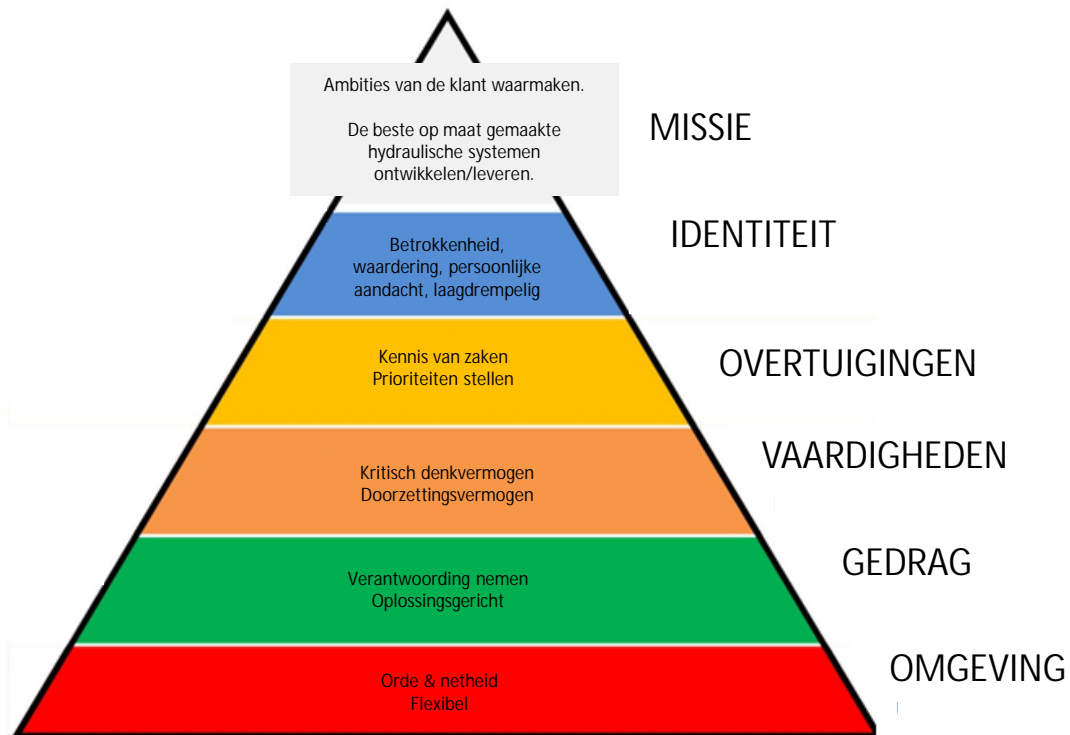 Ambities van de klant waarmaken.
De beste op maat gemaakte
hydraulische systemen
ontwikkelen/leveren.
MISSIE
Betrokkenheid,
waardering, persoonlijke
aandacht, laagdrempelig
IDENTITEIT
Kennis van zaken
Prioriteiten stellen
OVERTUIGINGEN
Kritisch denkvermogen
Doorzettingsvermogen
VAARDIGHEDEN
Verantwoording nemen
Oplossingsgericht
GEDRAG
Orde & netheid
Flexibel
OMGEVING